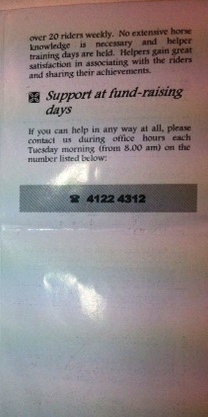 over 20 riders weekly. No extensive horse
knowledge is necessary and helper
training days are held. Helpers gain great
satisfaction in associating with the riders
and sharing their achievements.
Support at fund-raising
days
If you can help in any way at all, please
contact us during office hours each
Tuesday morning (from 8.00 am) on the
number listed below:
☎ 4122 4312